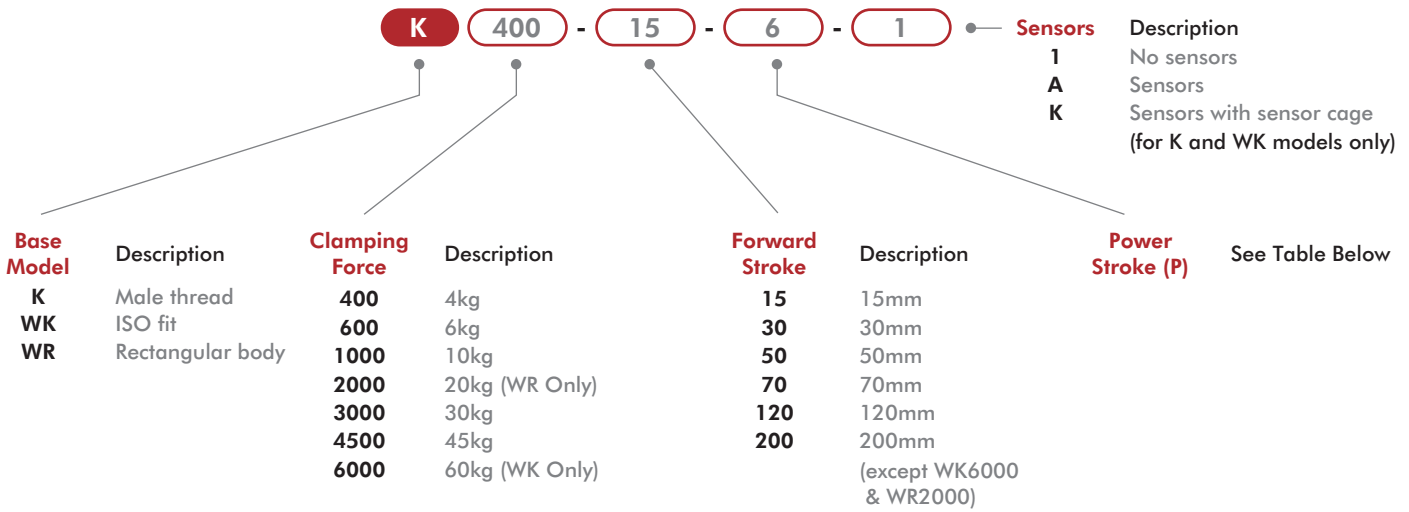 K 400 - 15 - 6 - 1
Sensors Description
1 No sensors
A Sensors
K Sensors with sensor cage
(for K and WK models only)
Base
Model
Description
K Male thread
WK ISO fit
WR Rectangular body
Clamping
Force
Description
400 4kg
600 6kg
1000 10kg
2000 20kg (WR Only)
3000 30kg
4500 45kg
6000 60kg (WK Only)
Forward
Stroke
Description
15 15mm
30 30mm
50 50mm
70 70mm
120 120mm
200 200mm
(except WK6000
& WR2000)
Power
Stroke (P)
See Table Below